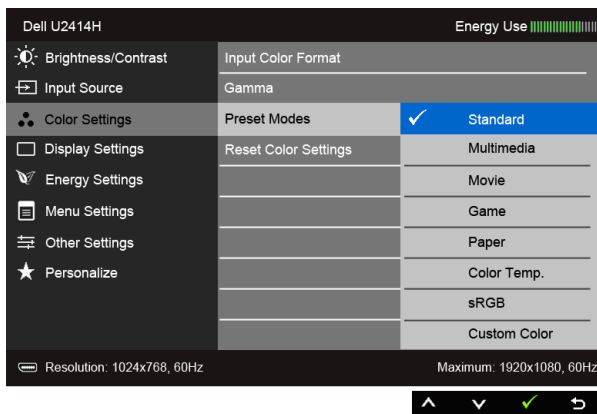 Dell U2414H Energy Use
Brightness/Contrast Input Color Format
Input Source Gamma
Color Settings Preset Modes Standard
Display Settings Reset Color Settings Multimedia
Energy Settings Movie
Menu Settings Game
Other Settings Paper
Personalize Color Temp.
sRGB
Custom Color
Resolution: 1024x768, 60Hz Maximum: 1920x1080, 60Hz